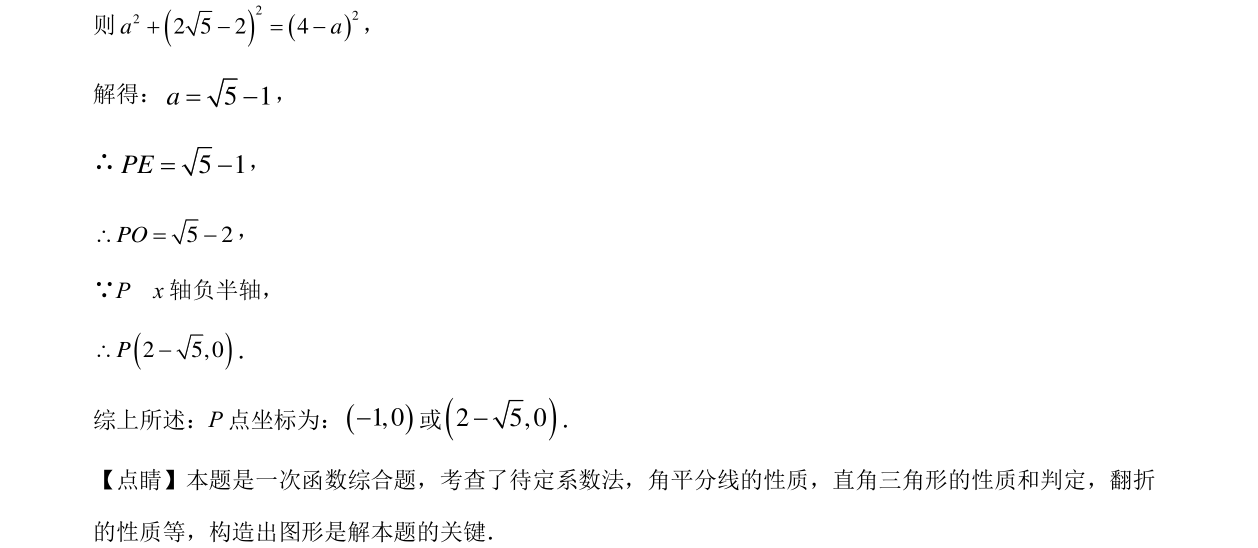 则 a² + (2√5 − 2)² = (4 − a)²，
解得：a = √5 − 1，
∴ PE = √5 − 1，
∴ PO = √5 − 2，
∵P x 轴负半轴，
∴ P(2 − √5,0)．
综上所述：P 点坐标为：(−1,0) 或 (2 − √5,0)．
【点睛】本题是一次函数综合题，考查了待定系数法，角平分线的性质，直角三角形的性质和判定，翻折
的性质等，构造出图形是解本题的关键．